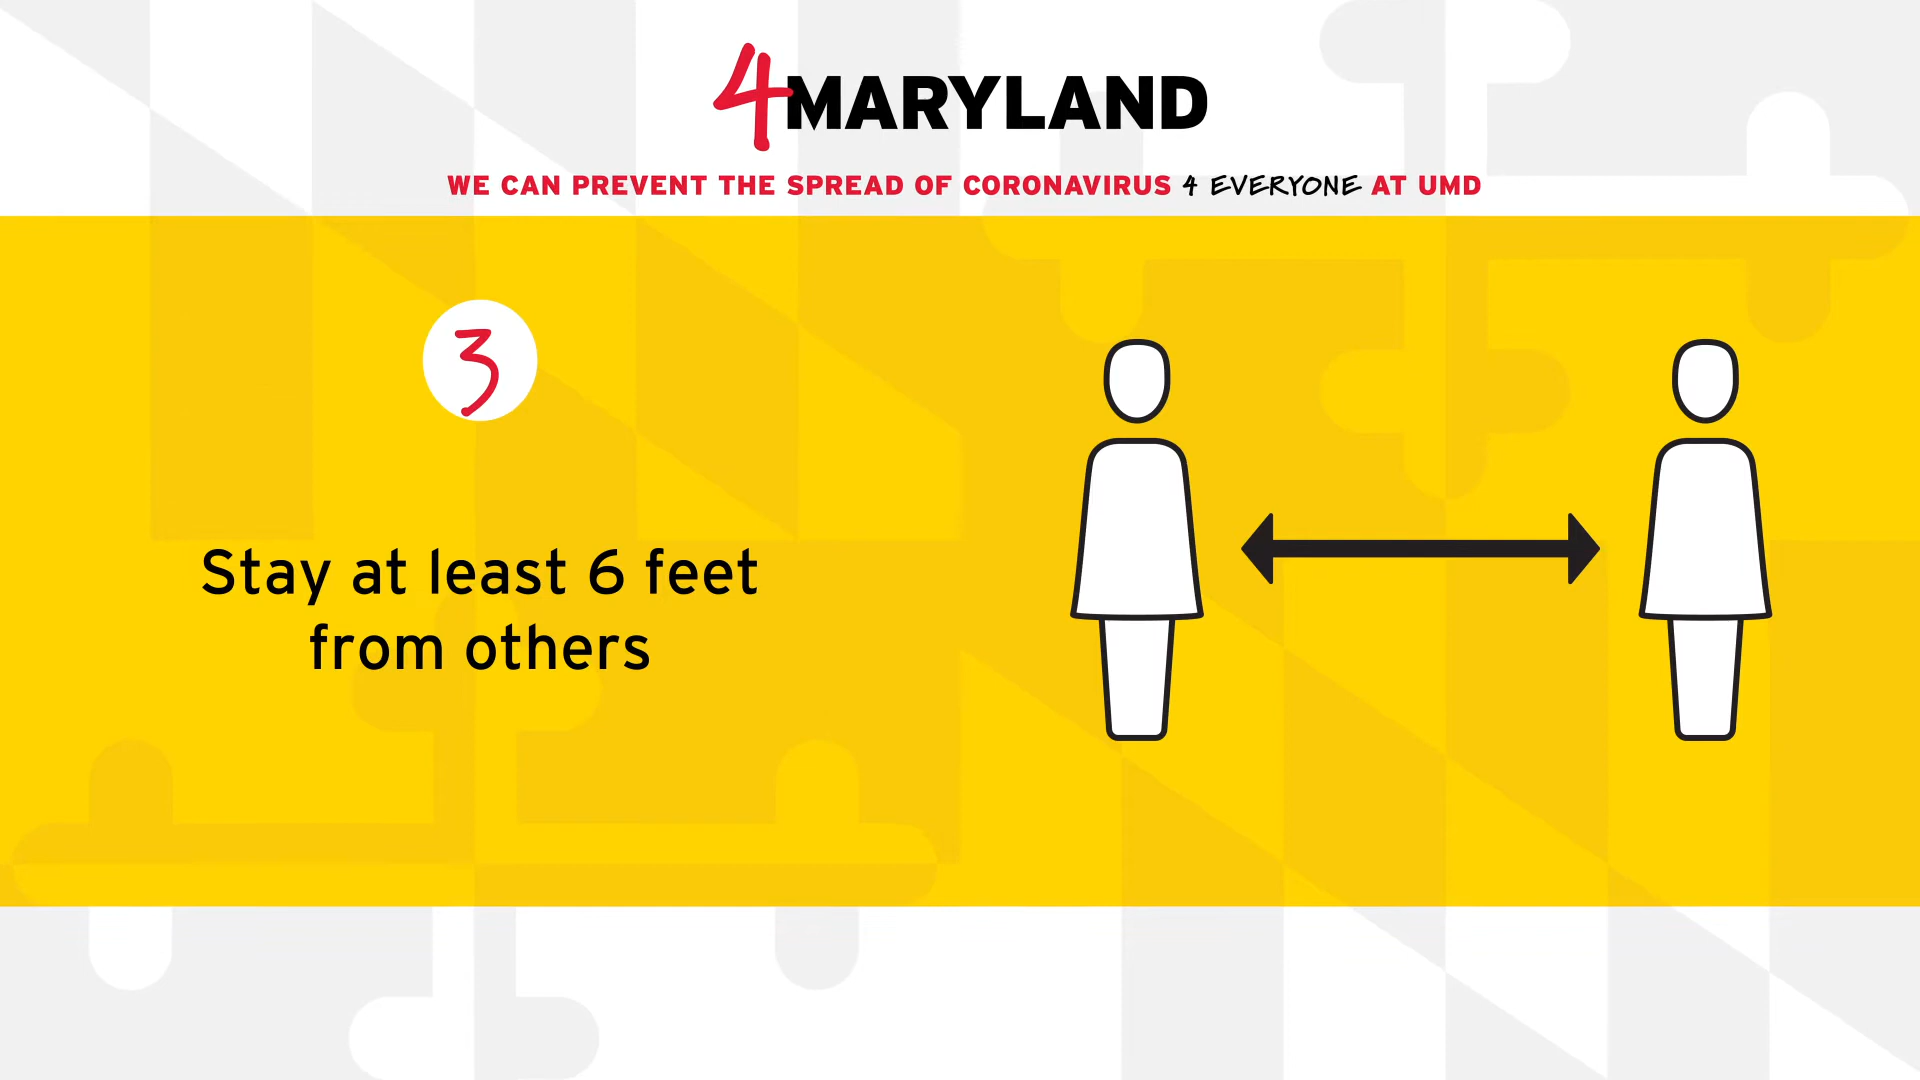 4MARYLAND
WE CAN PREVENT THE SPREAD OF CORONAVIRUS 4 EVERYONE AT UMD
3
Stay at least 6 feet
from others